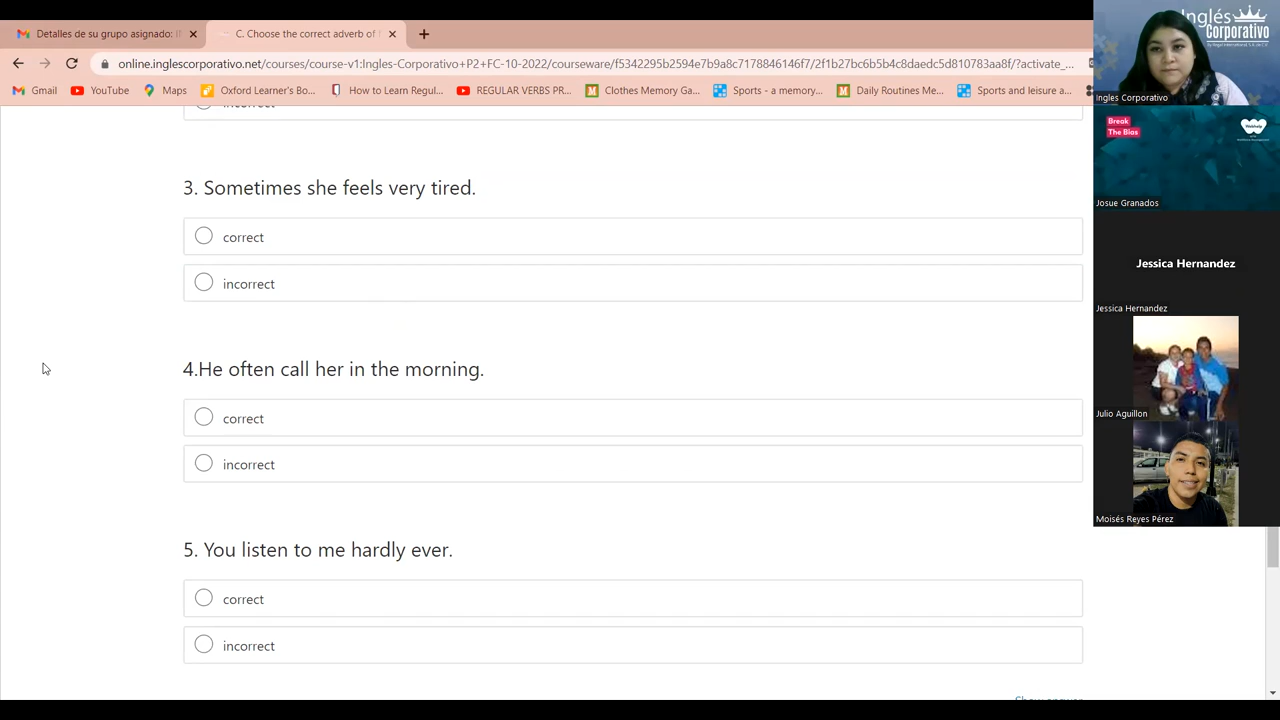 Detalles de su grupo asignado: I
C. Choose the correct adverb of f
online.inglescorporativo.net/courses/course-v1:Ingles-Corporativo+P2+FC-10-2022/courseware/f5342295b2594e7b9a8c7178846146f7/2f1b27bc6b5b4c8daedc5d810783aa8f/?activate_...
Gmail
YouTube
Maps
Oxford Learner's Bo...
How to Learn Regul...
REGULAR VERBS PR...
Clothes Memory Ga...
Sports - a memory...
Daily Routines Me...
Sports and leisure a...
incorrect
3. Sometimes she feels very tired.
correct
incorrect
4.He often call her in the morning.
correct
incorrect
5. You listen to me hardly ever.
correct
incorrect
Show answer
Inglés
Corporativo
Ingles Corporativo
Break
The Bias
Webhelp
Josue Granados
Jessica Hernandez
Jessica Hernandez
Julio Aguillon
Moisés Reyes Pérez